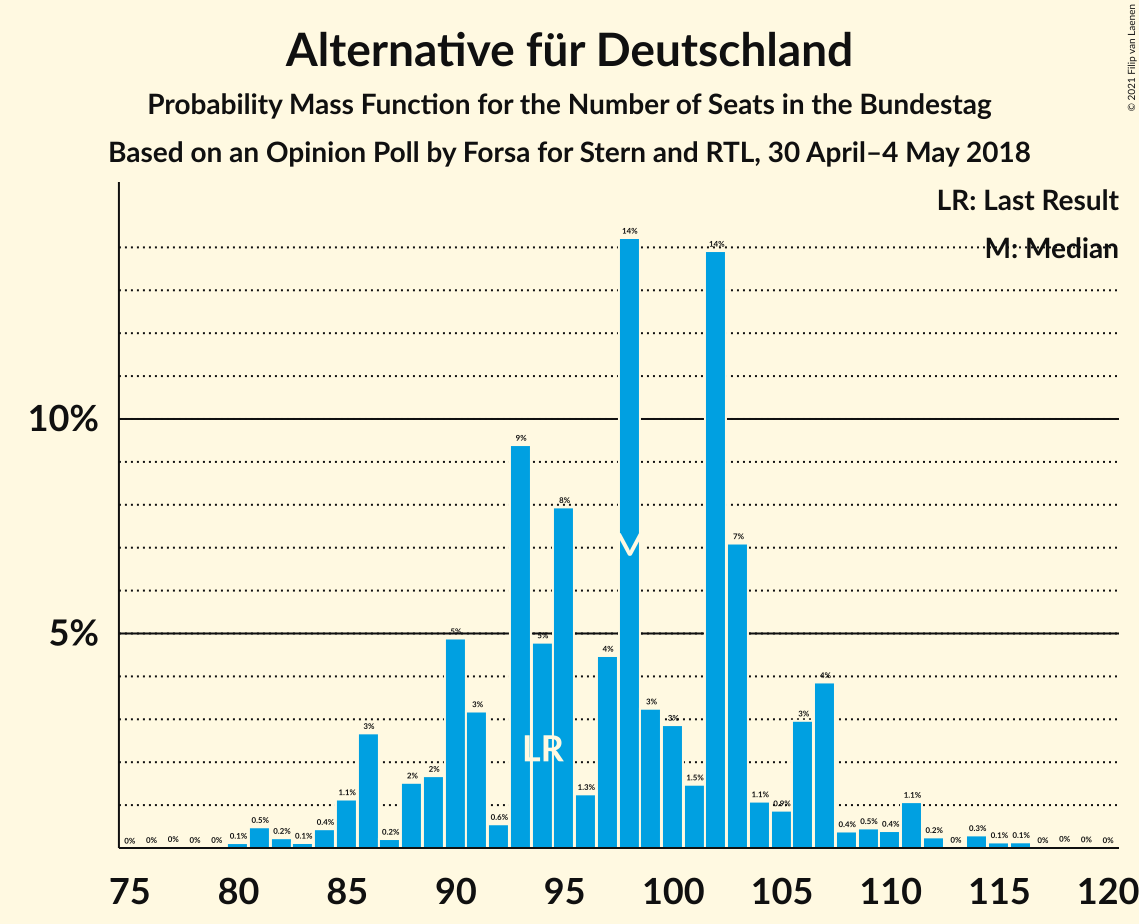 Alternative für Deutschland
Probability Mass Function for the Number of Seats in the Bundestag
Based on an Opinion Poll by Forsa for Stern and RTL, 30 April–4 May 2018
© 2021 Filip van Laenen
LR: Last Result
M: Median
10%
5%
0% 0% 0% 0% 0% 0.1% 0.5% 0.2% 0.1% 0.4% 1.1% 3% 0.2% 2% 2% 5% 3% 0.6% 9% 5% 8% 1.3% 4% 14% 3% 3% 1.5% 14% 7% 1.1% 0.9% 3% 4% 0.4% 0.5% 0.4% 1.1% 0.2% 0% 0.3% 0.1% 0.1% 0% 0% 0% 0%
LR
75 80 85 90 95 100 105 110 115 120